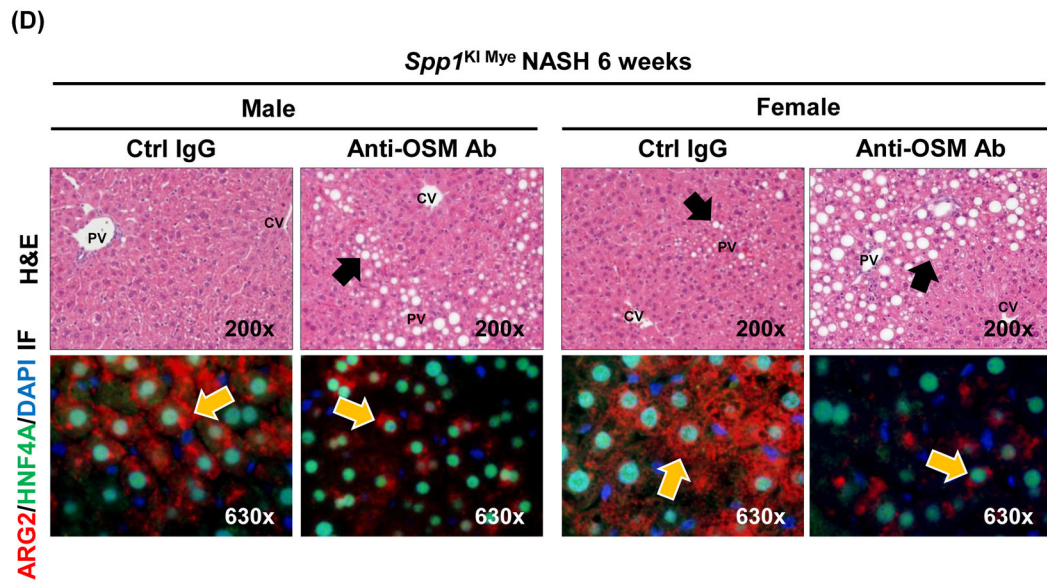 (D)
Spp1KI Mye NASH 6 weeks
Male
Female
Ctrl IgG
Anti-OSM Ab
Ctrl IgG
Anti-OSM Ab
H&E
PV
CV
200x
CV
PV
200x
PV
CV
200x
PV
CV
200x
ARG2/HNF4A/DAPI IF
630x
630x
630x
630x